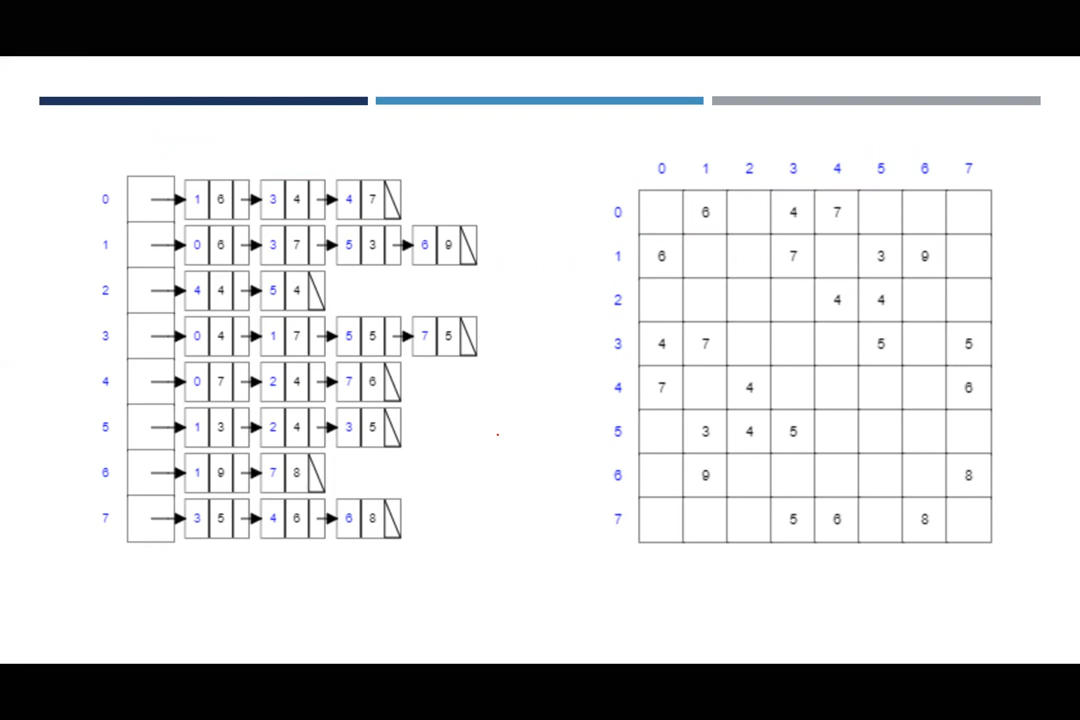 0 1 6 3 4 4 7
1 0 6 3 7 5 3 6 9
2 4 4 5 4
3 0 4 1 7 5 5 7 5
4 0 7 2 4 7 6
5 1 3 2 4 3 5
6 1 9 7 8
7 3 5 4 6 6 8
0 1 2 3 4 5 6 7
0 6 4 7
1 6 7 3 9
2 4 4
3 4 7 5 5
4 7 4 6
5 3 4 5
6 9 8
7 5 6 8